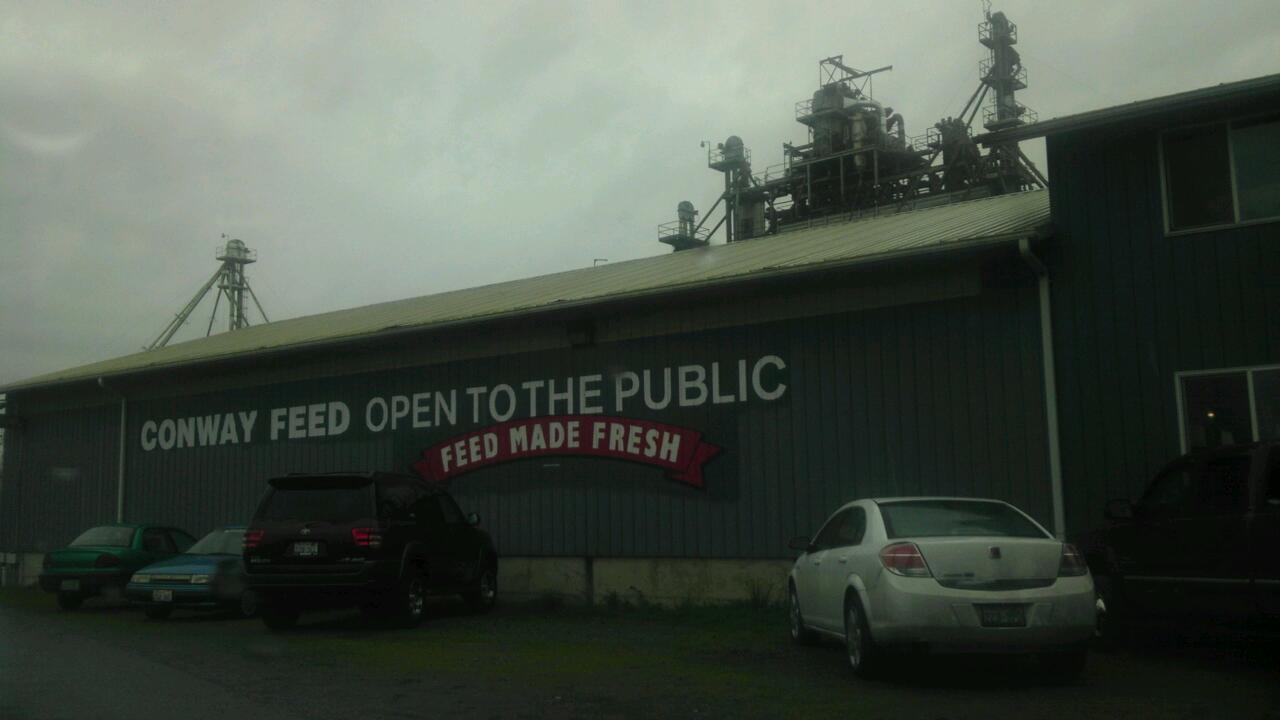 CONWAY FEED OPEN TO THE PUBLIC
FEED MADE FRESH